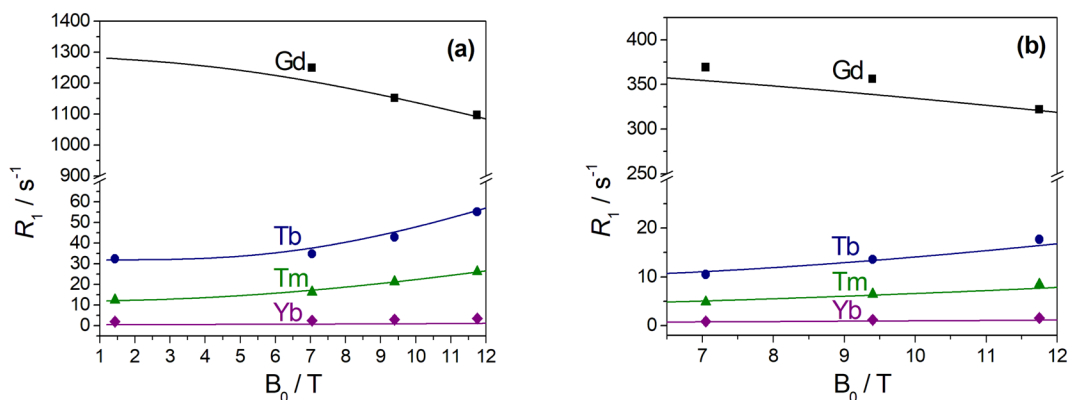 (a)
R₁ / s⁻¹
1400
1300
1200
1100
1000
900
60
50
40
30
20
10
0
Gd
Tb
Tm
Yb
1 2 3 4 5 6 7 8 9 10 11 12
B₀ / T
(b)
R₁ / s⁻¹
400
350
300
250
20
10
0
Gd
Tb
Tm
Yb
7 8 9 10 11 12
B₀ / T